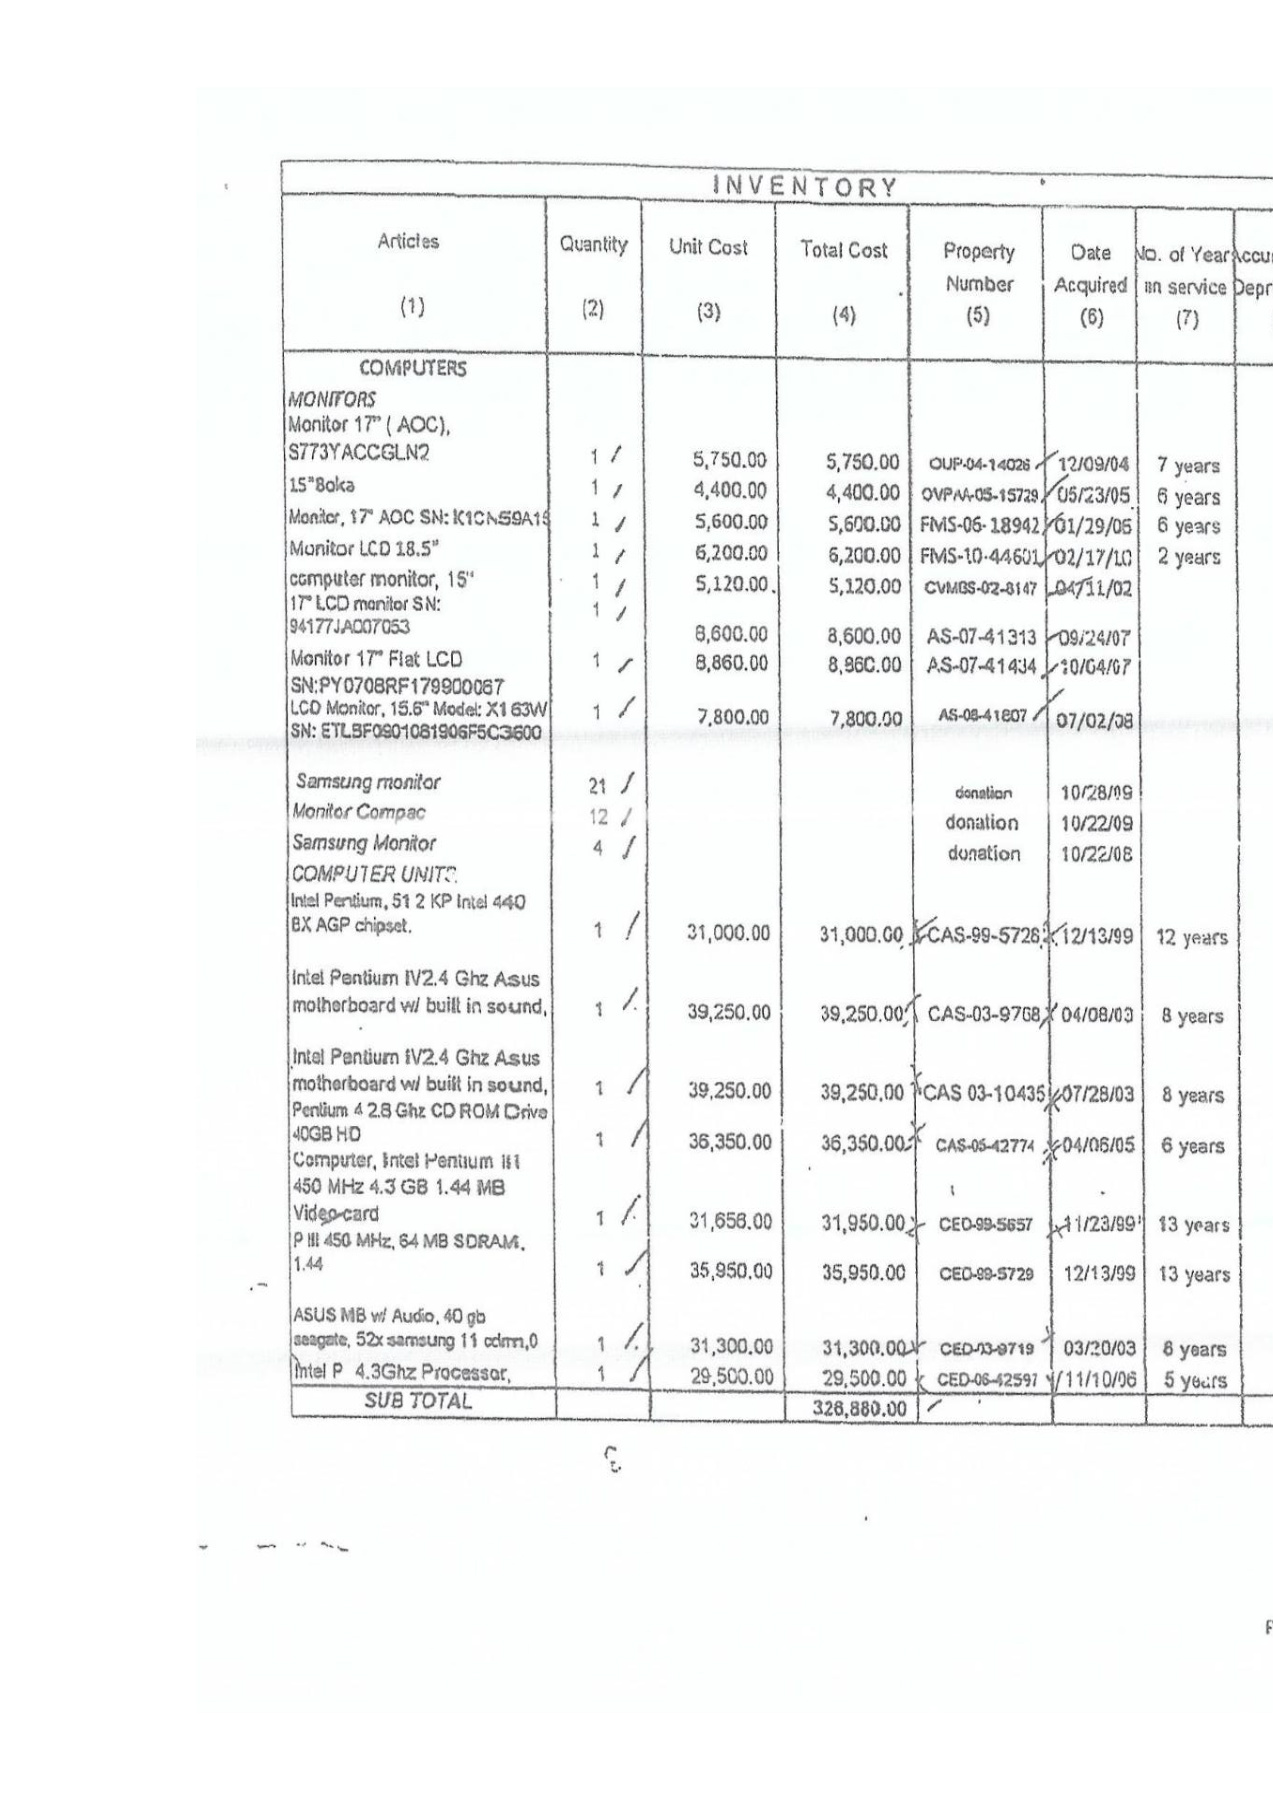 INVENTORY
Articles Quantity Unit Cost Total Cost Property Number Date Acquired No. of Year in service Accu Depr
(1) (2) (3) (4) (5) (6) (7)
COMPUTERS
MONITORS
Monitor 17" ( AOC),
S773YACCGLN2 1 5,750.00 5,750.00 OUP-04-14026 12/09/04 7 years
15" 1 4,400.00 4,400.00 OVPAA-05-15729 05/23/05 6 years
Monitor, 17" AOC SN: 1 5,600.00 5,600.00 FMS-06-18942 01/29/06 6 years
Monitor LCD 18.5" 1 6,200.00 6,200.00 FMS-10-44601 02/17/10 2 years
computer monitor, 15" 1 5,120.00 5,120.00 CVMBS-02-8147 04/11/02
17" LCD monitor SN: 1
94177JA007053 8,600.00 8,600.00 AS-07-41313 09/24/07
Monitor 17" Flat LCD 1 8,860.00 8,860.00 AS-07-41434 10/04/07
SN:PY0708RF179900067
LCD Monitor, 15.6" Model: X163W 1 7,800.00 7,800.00 AS-08-41807 07/02/08
SN: ETLBF0901081906F5C3600
Samsung monitor 21 donation 10/28/09
Monitor Compac 12 donation 10/22/09
Samsung Monitor 4 donation 10/22/08
COMPUTER UNITS
Intel Pentium, 51 2 KP Intel 440
BX AGP chipset. 1 31,000.00 31,000.00 CAS-99-5726 12/13/99 12 years
Intel Pentium IV2.4 Ghz Asus
motherboard w/ built in sound, 1 39,250.00 39,250.00 CAS-03-9768 04/08/03 8 years
Intel Pentium IV2.4 Ghz Asus
motherboard w/ built in sound, 1 39,250.00 39,250.00 CAS 03-10435 07/28/03 8 years
Pentium 4 2.8 Ghz CD ROM Drive
40GB HD 1 36,350.00 36,350.00 CAS-05-42774 04/06/05 6 years
Computer, Intel Pentium III
450 MHz 4.3 GB 1.44 MB
Video card 1 31,656.00 31,950.00 CEO-99-5657 11/23/99 13 years
P III 450 MHz, 64 MB SDRAM,
1.44 1 35,950.00 35,950.00 CEO-99-5729 12/13/99 13 years
ASUS MB w/ Audio, 40 gb
seagate, 52x samsung 11 1 31,300.00 31,300.00 CED-03-9719 03/20/03 8 years
Intel P 4.3Ghz Processor, 1 29,500.00 29,500.00 CED-06-42597 11/10/06 5 years
SUB TOTAL 326,880.00